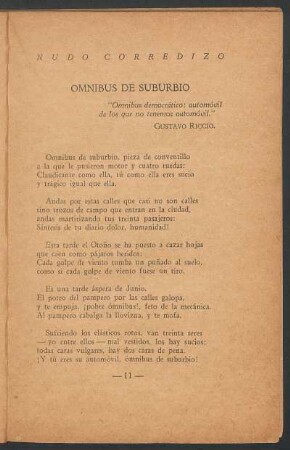 NUDO CORREDIZO
OMNIBUS DE SUBURBIO
"Omnibus democrático: automóvil
de los que no tenemos automóvil."
GUSTAVO RICCIO.
Omnibus de suburbio, pieza de conventillo
a la que le pusieron motor y cuatro ruedas:
Claudicante como ella, tú como ella eres sucio
y trágico igual que ella.
Andas por estas calles que casi no son calles
sino trozos de campo que entran en la ciudad,
andas martirizando tus treinta pasajeros:
Síntesis de tu diario dolor, humanidad!
Esta tarde el Otoño se ha puesto a cazar hojas
que caen como pájaros heridos:
Cada golpe de viento tumba un puñado al suelo,
como si cada golpe de viento fuese un tiro.
Es una tarde áspera de Junio,
El potro del pampero por las calles galopa,
y te empuja ¡pobre ómnibus!, feto de la mecánica.
Al pampero cabalga la llovizna, y te moja.
Sufriendo los elásticos rotos, van treinta seres
— yo entre ellos — mal vestidos, los hay sucios:
todas caras vulgares, hay dos caras de pena.
¡Y tú eres su automóvil, ómnibus de suburbio!
— 11 —